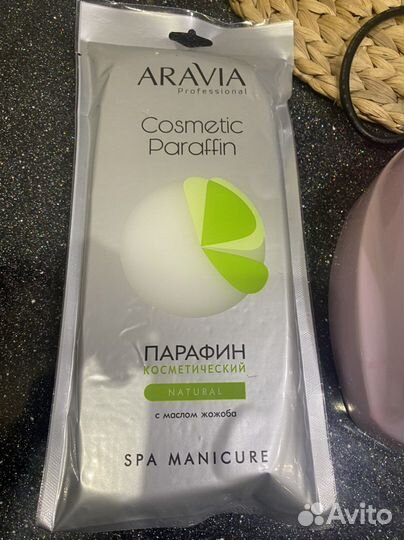 ARAVIA
Professional
Cosmetic
Paraffin
ПАРАФИН
КОСМЕТИЧЕСКИЙ
NATURAL
с маслом жожоба
SPA MANICURE
Avito